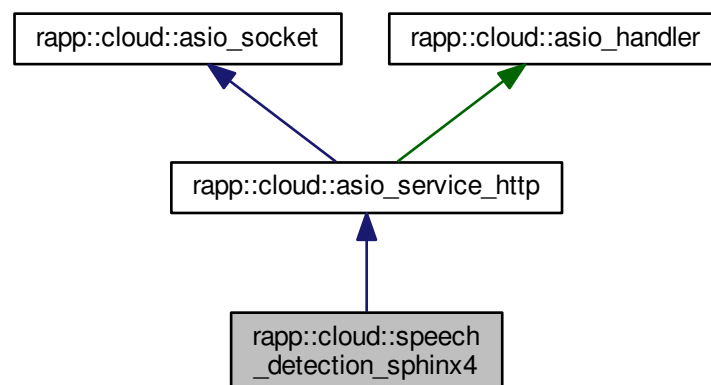 rapp::cloud::asio_socket
rapp::cloud::asio_handler
rapp::cloud::asio_service_http
rapp::cloud::speech
_detection_sphinx4